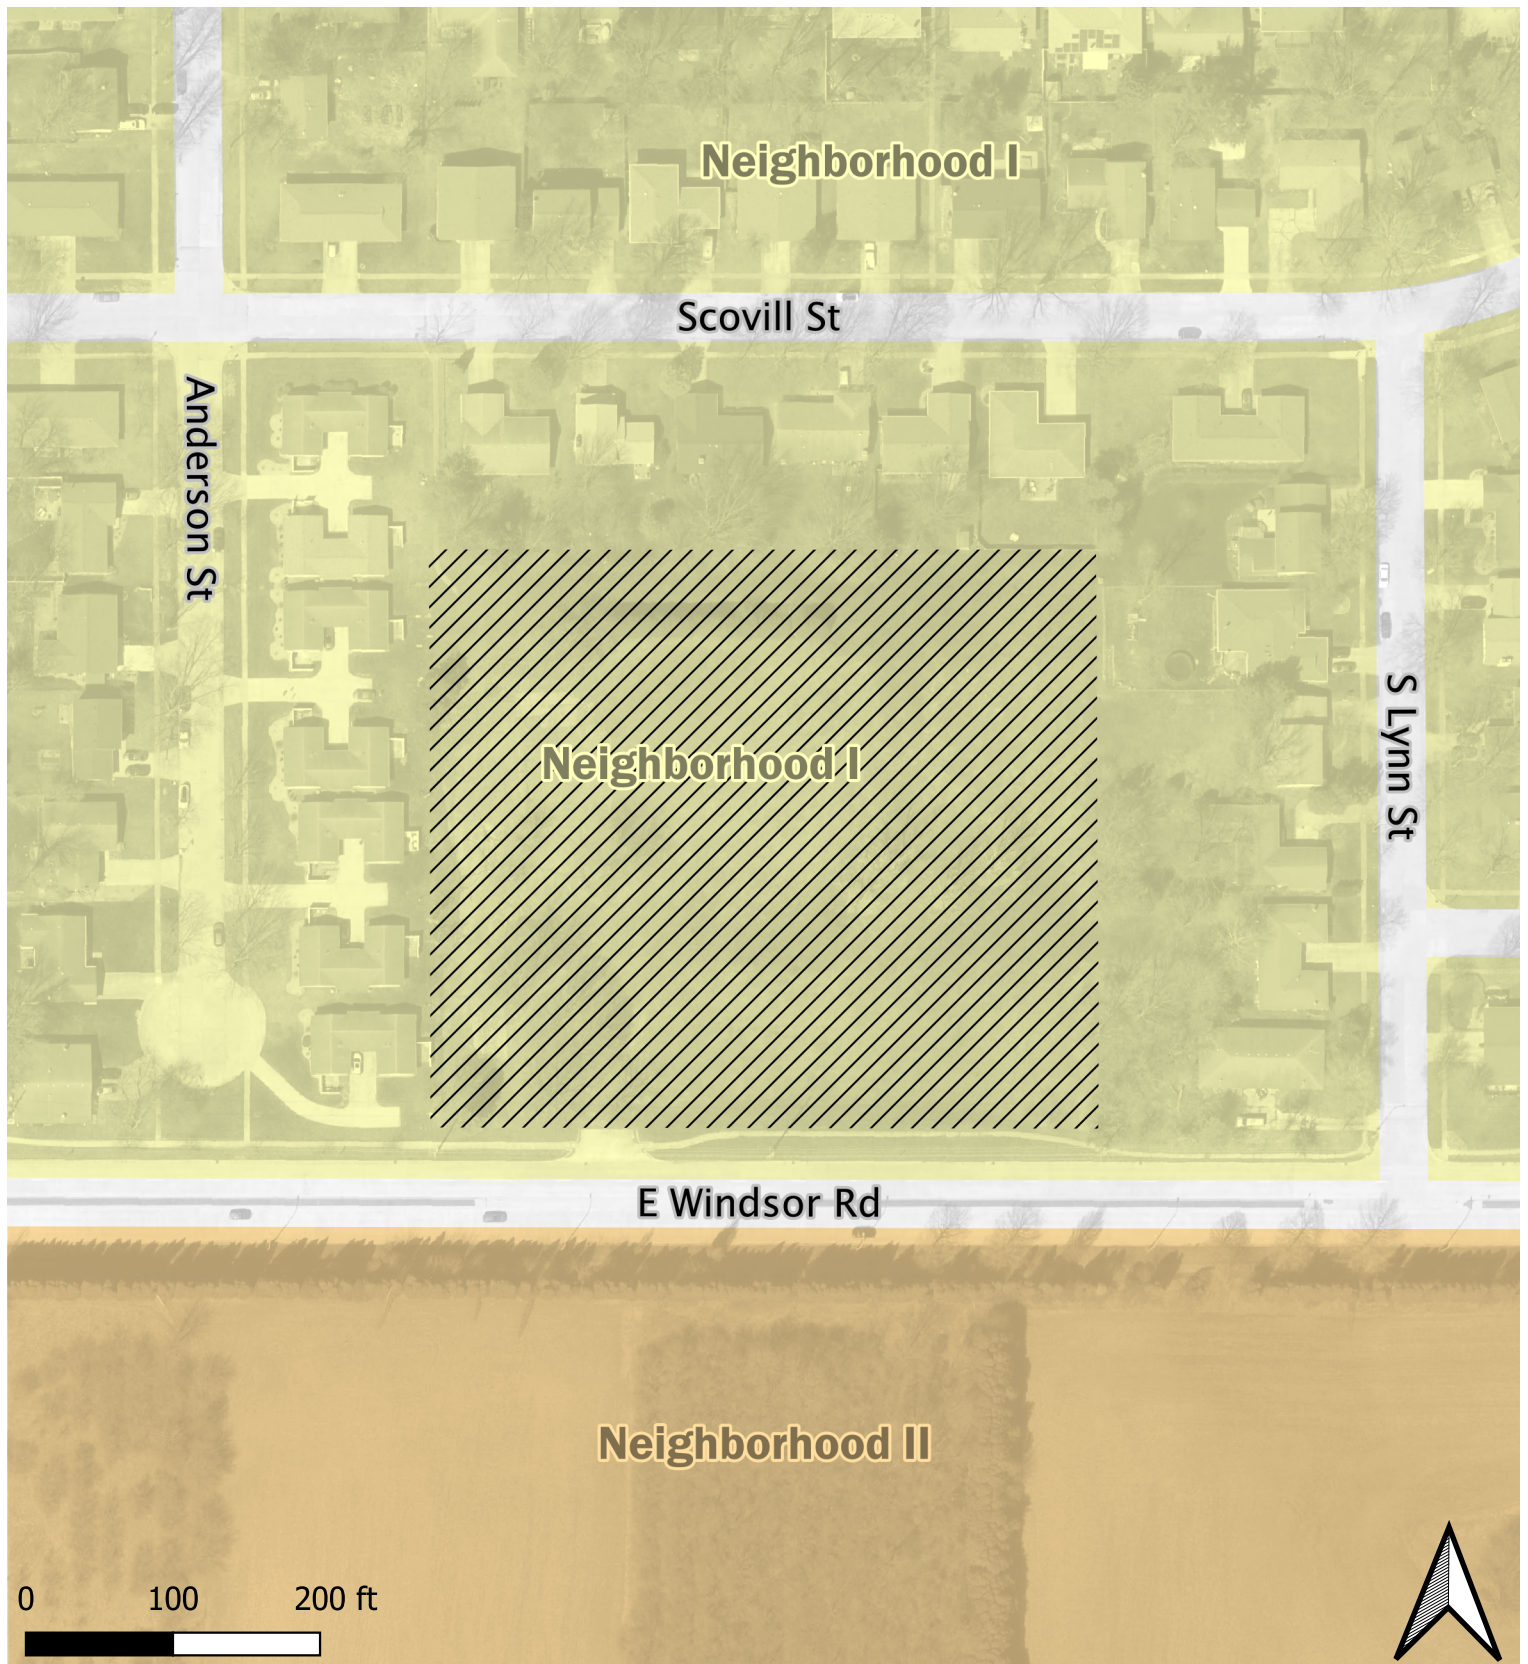 Neighborhood I
Scovill St
Anderson St
S Lynn St
Neighborhood I
E Windsor Rd
Neighborhood II
0 100 200 ft